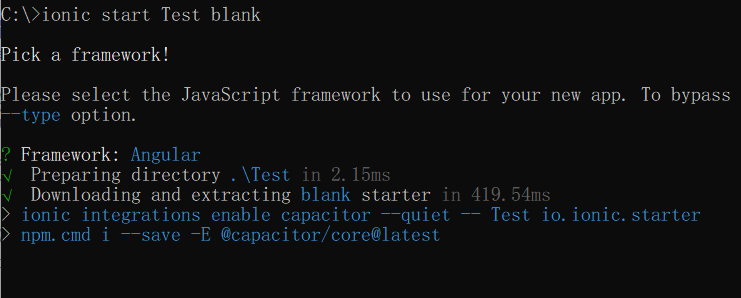 C:\>ionic start Test blank
Pick a framework!
Please select the JavaScript framework to use for your new app. To bypass
--type option.
? Framework: Angular
√ Preparing directory .\Test in 2.15ms
√ Downloading and extracting blank starter in 419.54ms
> ionic integrations enable capacitor --quiet -- Test io.ionic.starter
> npm.cmd i --save -E @capacitor/core@latest